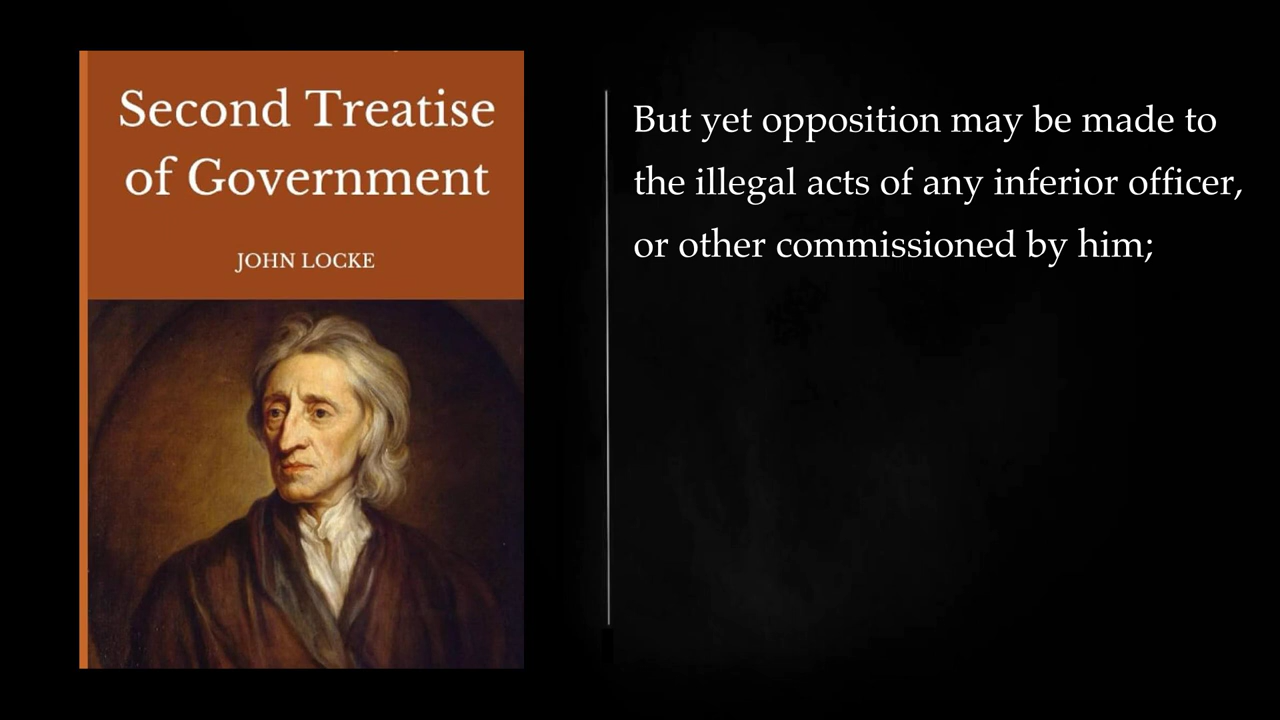 Second Treatise
of Government
JOHN LOCKE
But yet opposition may be made to
the illegal acts of any inferior officer,
or other commissioned by him;